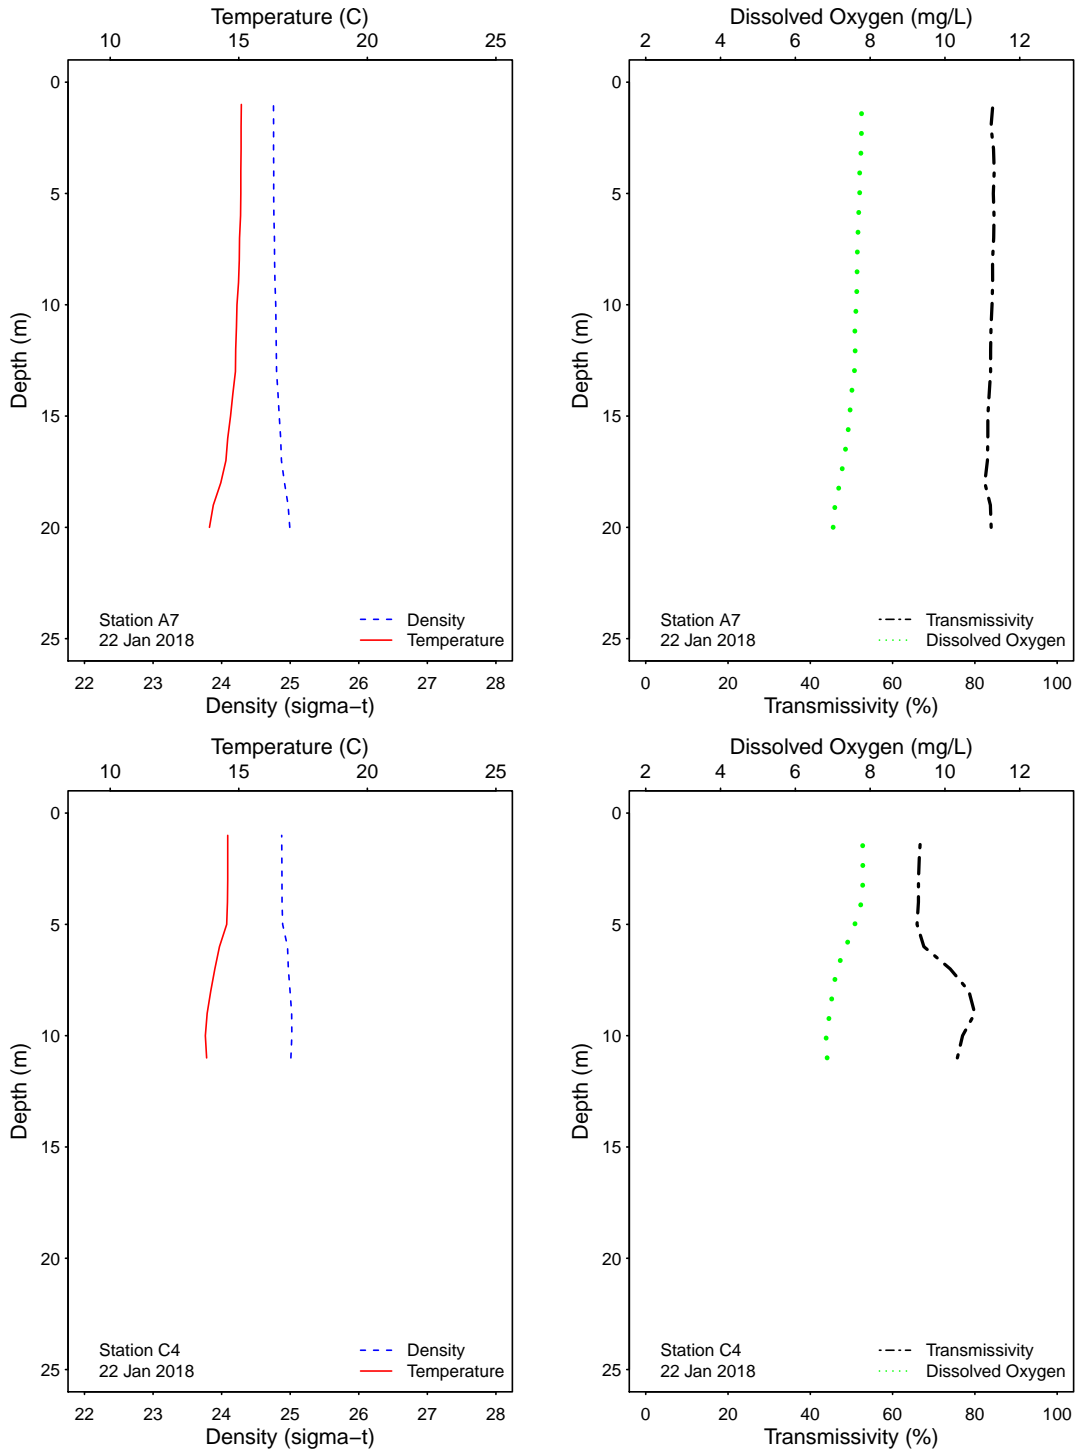 Temperature (C)
10 15 20 25
0
5
10
15
20
25
Depth (m)
Station A7
22 Jan 2018
Density
Temperature
22 23 24 25 26 27 28
Density (sigma−t)
Dissolved Oxygen (mg/L)
2 4 6 8 10 12
0
5
10
15
20
25
Depth (m)
Station A7
22 Jan 2018
Transmissivity
Dissolved Oxygen
0 20 40 60 80 100
Transmissivity (%)
Temperature (C)
10 15 20 25
0
5
10
15
20
25
Depth (m)
Station C4
22 Jan 2018
Density
Temperature
22 23 24 25 26 27 28
Density (sigma−t)
Dissolved Oxygen (mg/L)
2 4 6 8 10 12
0
5
10
15
20
25
Depth (m)
Station C4
22 Jan 2018
Transmissivity
Dissolved Oxygen
0 20 40 60 80 100
Transmissivity (%)